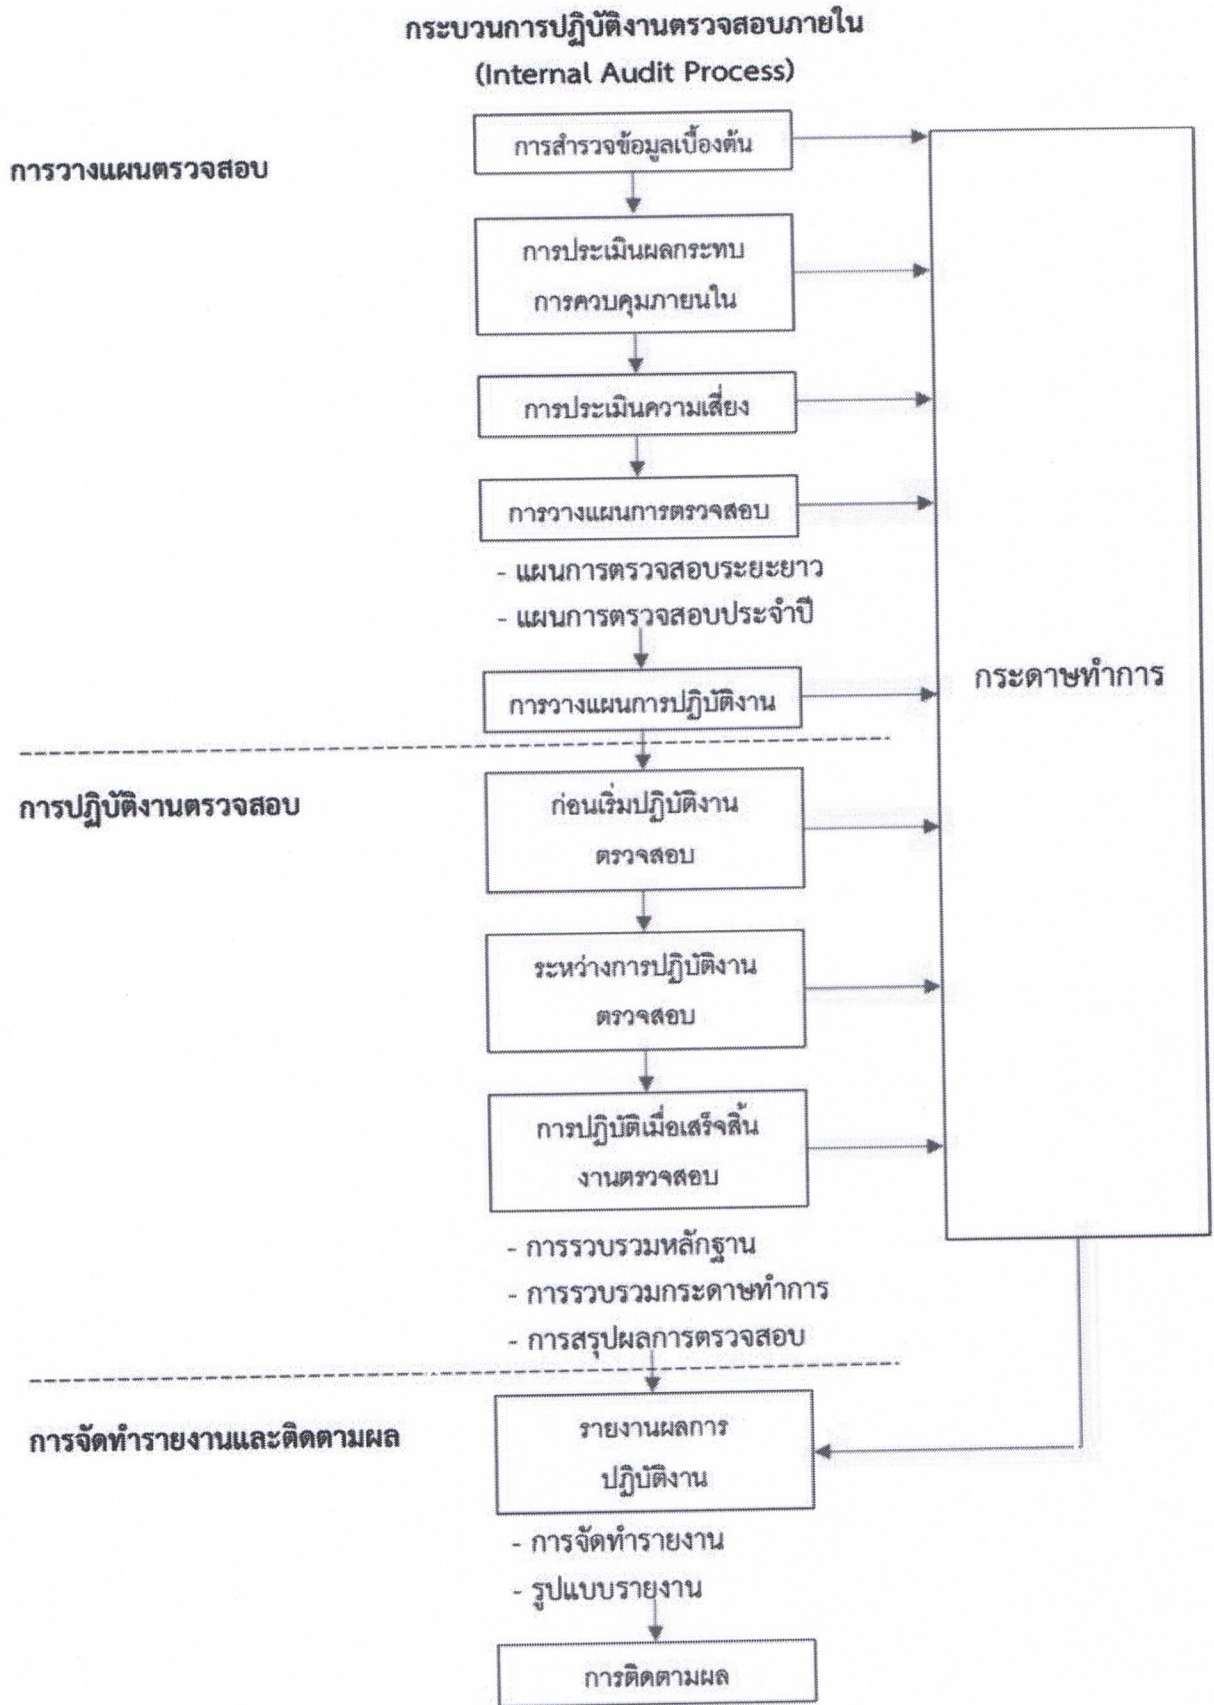 กระบวนการปฏิบัติงานตรวจสอบภายใน
(Internal Audit Process)
การวางแผนตรวจสอบ
การสำรวจข้อมูลเบื้องต้น
การประเมินผลกระทบ
การควบคุมภายนใน
การประเมินความเสี่ยง
การวางแผนการตรวจสอบ
- แผนการตรวจสอบระยะยาว
- แผนการตรวจสอบประจำปี
การวางแผนการปฏิบัติงาน
กระดาษทำการ
การปฏิบัติงานตรวจสอบ
ก่อนเริ่มปฏิบัติงาน
ตรวจสอบ
ระหว่างการปฏิบัติงาน
ตรวจสอบ
การปฏิบัติเมื่อเสร็จสิ้น
งานตรวจสอบ
- การรวบรวมหลักฐาน
- การรวบรวมกระดาษทำการ
- การสรุปผลการตรวจสอบ
การจัดทำรายงานและติดตามผล
รายงานผลการ
ปฏิบัติงาน
- การจัดทำรายงาน
- รูปแบบรายงาน
การติดตามผล